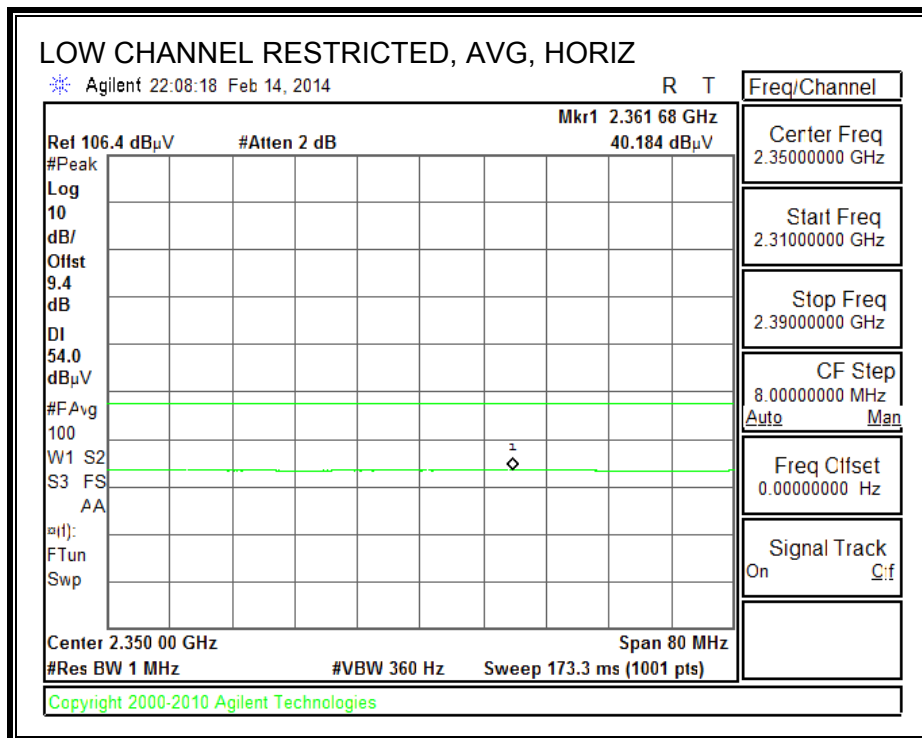 LOW CHANNEL RESTRICTED, AVG, HORIZ
Agilent 22:08:18 Feb 14, 2014 R T
Mkr1 2.361 68 GHz
Ref 106.4 dBµV #Atten 2 dB 40.184 dBµV
#Peak
Log
10
dB/
Offst
9.4
dB
DI
54.0
dBµV
#PAvg
100
W1 S2
S3 FS
AA
¤(f):
FTun
Swp
1
Center 2.350 00 GHz Span 80 MHz
#Res BW 1 MHz #VBW 360 Hz Sweep 173.3 ms (1001 pts)
Copyright 2000-2010 Agilent Technologies
Freq/Channel
Center Freq
2.35000000 GHz
Start Freq
2.31000000 GHz
Stop Freq
2.39000000 GHz
CF Step
8.00000000 MHz
Auto Man
Freq Offset
0.00000000 Hz
Signal Track
On Off